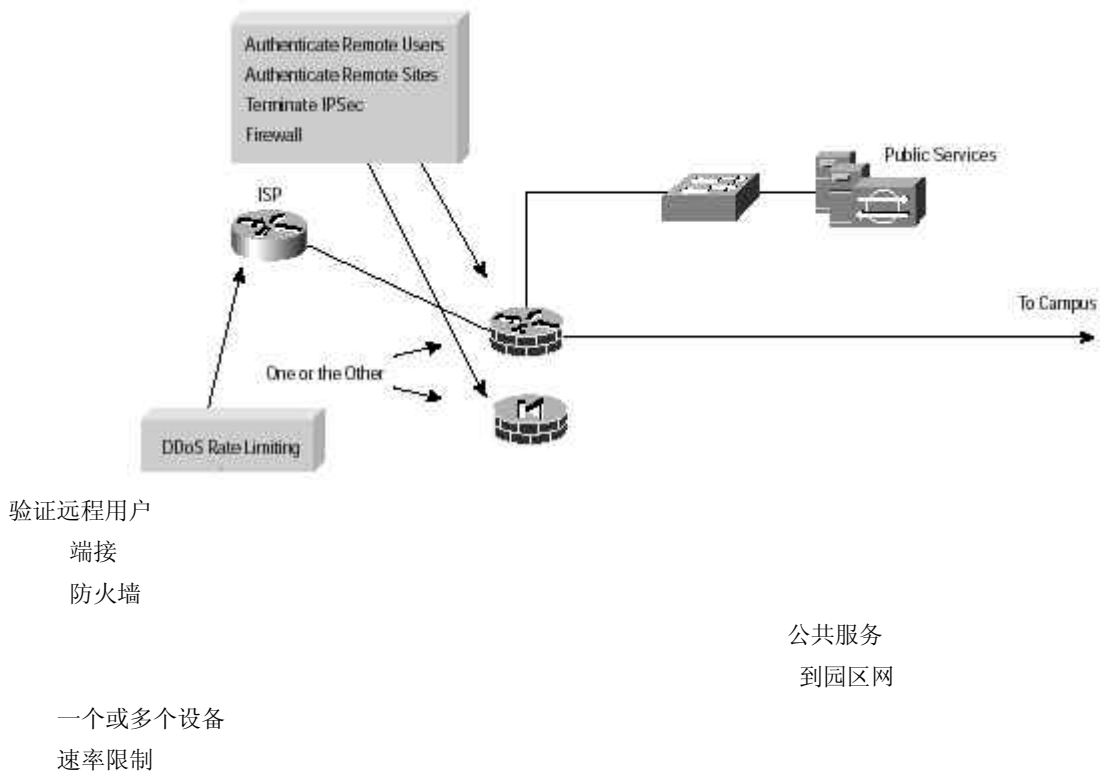 Authenticate Remote Users
Authenticate Remote Sites
Terminate IPSec
Firewall
Public Services
ISP
To Campus
One or the Other
DDoS Rate Limiting
验证远程用户
端接
防火墙
公共服务
到园区网
一个或多个设备
速率限制